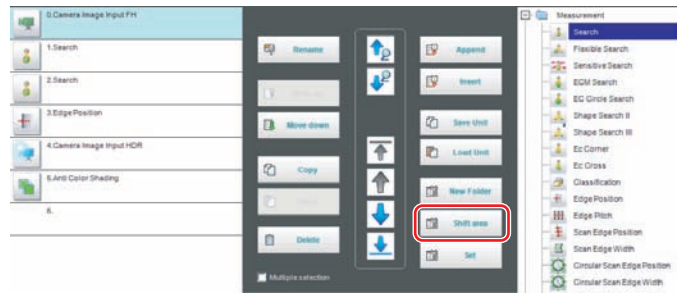 0.Camera Image Input FH
1.Search
2.Search
3.Edge Position
4.Camera Image Input HDR
5.Anti Color Shading
6.
Rename
Move down
Copy
Delete
Multiple selection
Append
Insert
Save Unit
Load Unit
New Folder
Shift area
Set
Measurement
Search
Flexible Search
Sensitive Search
ECM Search
EC Circle Search
Shape Search II
Shape Search III
Ec Corner
Ec Cross
Classification
Edge Position
Edge Pitch
Scan Edge Position
Scan Edge Width
Circular Scan Edge Position
Circular Scan Edge Width